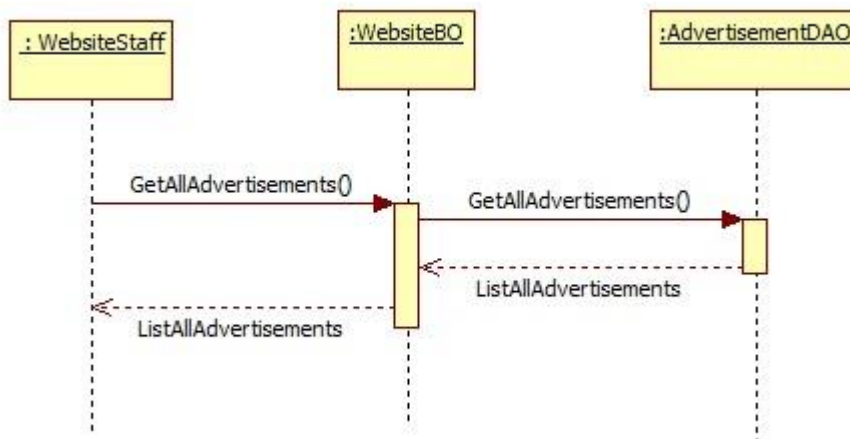 : WebsiteStaff
:WebsiteBO
:AdvertisementDAO
GetAllAdvertisements()
GetAllAdvertisements()
ListAllAdvertisements
ListAllAdvertisements